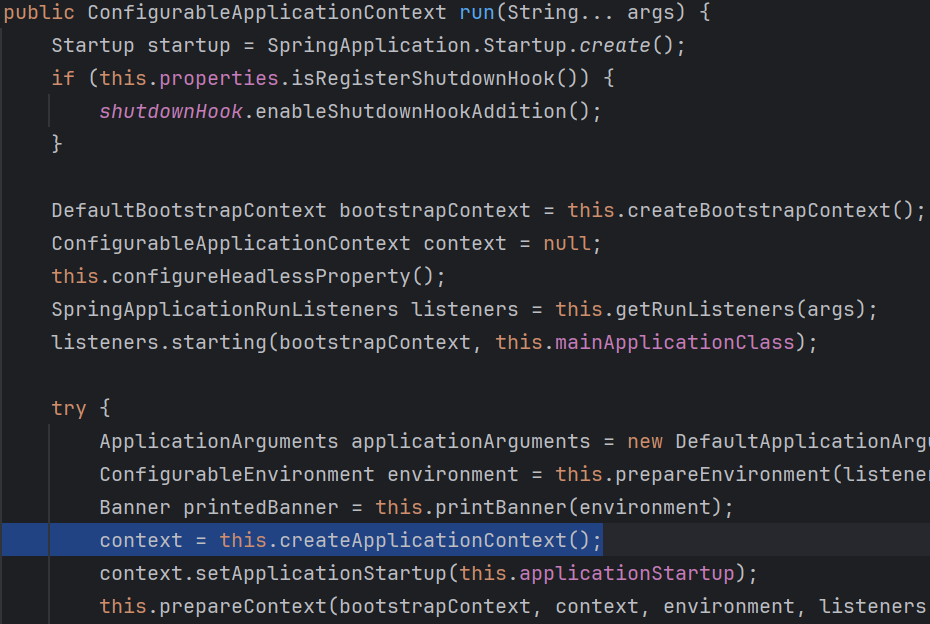 public ConfigurableApplicationContext run(String... args) {
Startup startup = SpringApplication.Startup.create();
if (this.properties.isRegisterShutdownHook()) {
shutdownHook.enableShutdownHookAddition();
}
DefaultBootstrapContext bootstrapContext = this.createBootstrapContext();
ConfigurableApplicationContext context = null;
this.configureHeadlessProperty();
SpringApplicationRunListeners listeners = this.getRunListeners(args);
listeners.starting(bootstrapContext, this.mainApplicationClass);
try {
ApplicationArguments applicationArguments = new DefaultApplicationArgu
ConfigurableEnvironment environment = this.prepareEnvironment(listener
Banner printedBanner = this.printBanner(environment);
context = this.createApplicationContext();
context.setApplicationStartup(this.applicationStartup);
this.prepareContext(bootstrapContext, context, environment, listeners